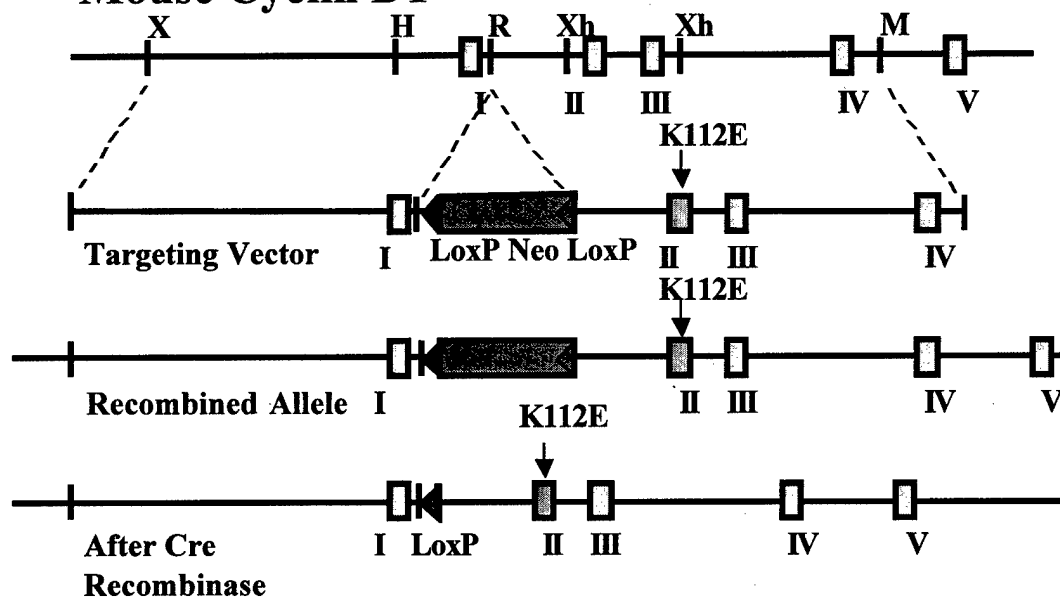 Mouse Cyclin D1
X H R Xh Xh M
I II III IV V
K112E
Targeting Vector I LoxP Neo LoxP II III IV
K112E
Recombined Allele I II III IV V
K112E
After Cre I LoxP II III IV V
Recombinase